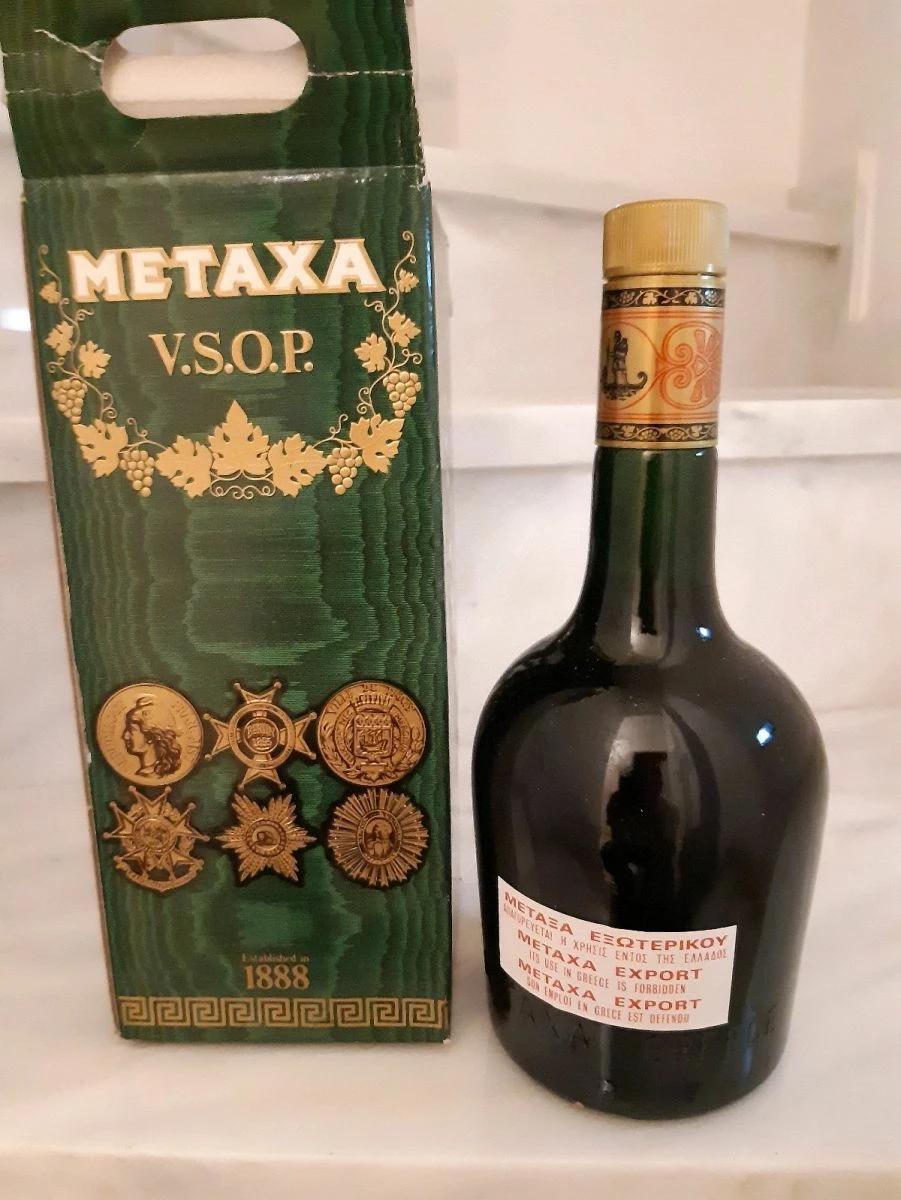 METAXA
V.S.O.P.
Established in
1888
ΜΕΤΑΞΑ ΕΞΩΤΕΡΙΚΟΥ
ΑΠΑΓΟΡΕΥΕΤΑΙ Η ΧΡΗΣΙΣ ΕΝΤΟΣ ΤΗΣ ΕΛΛΑΔΟΣ
METAXA EXPORT
ITS USE IN GREECE IS FORBIDDEN
METAXA EXPORT
SON EMPLOI EN GRECE EST DEFENDU